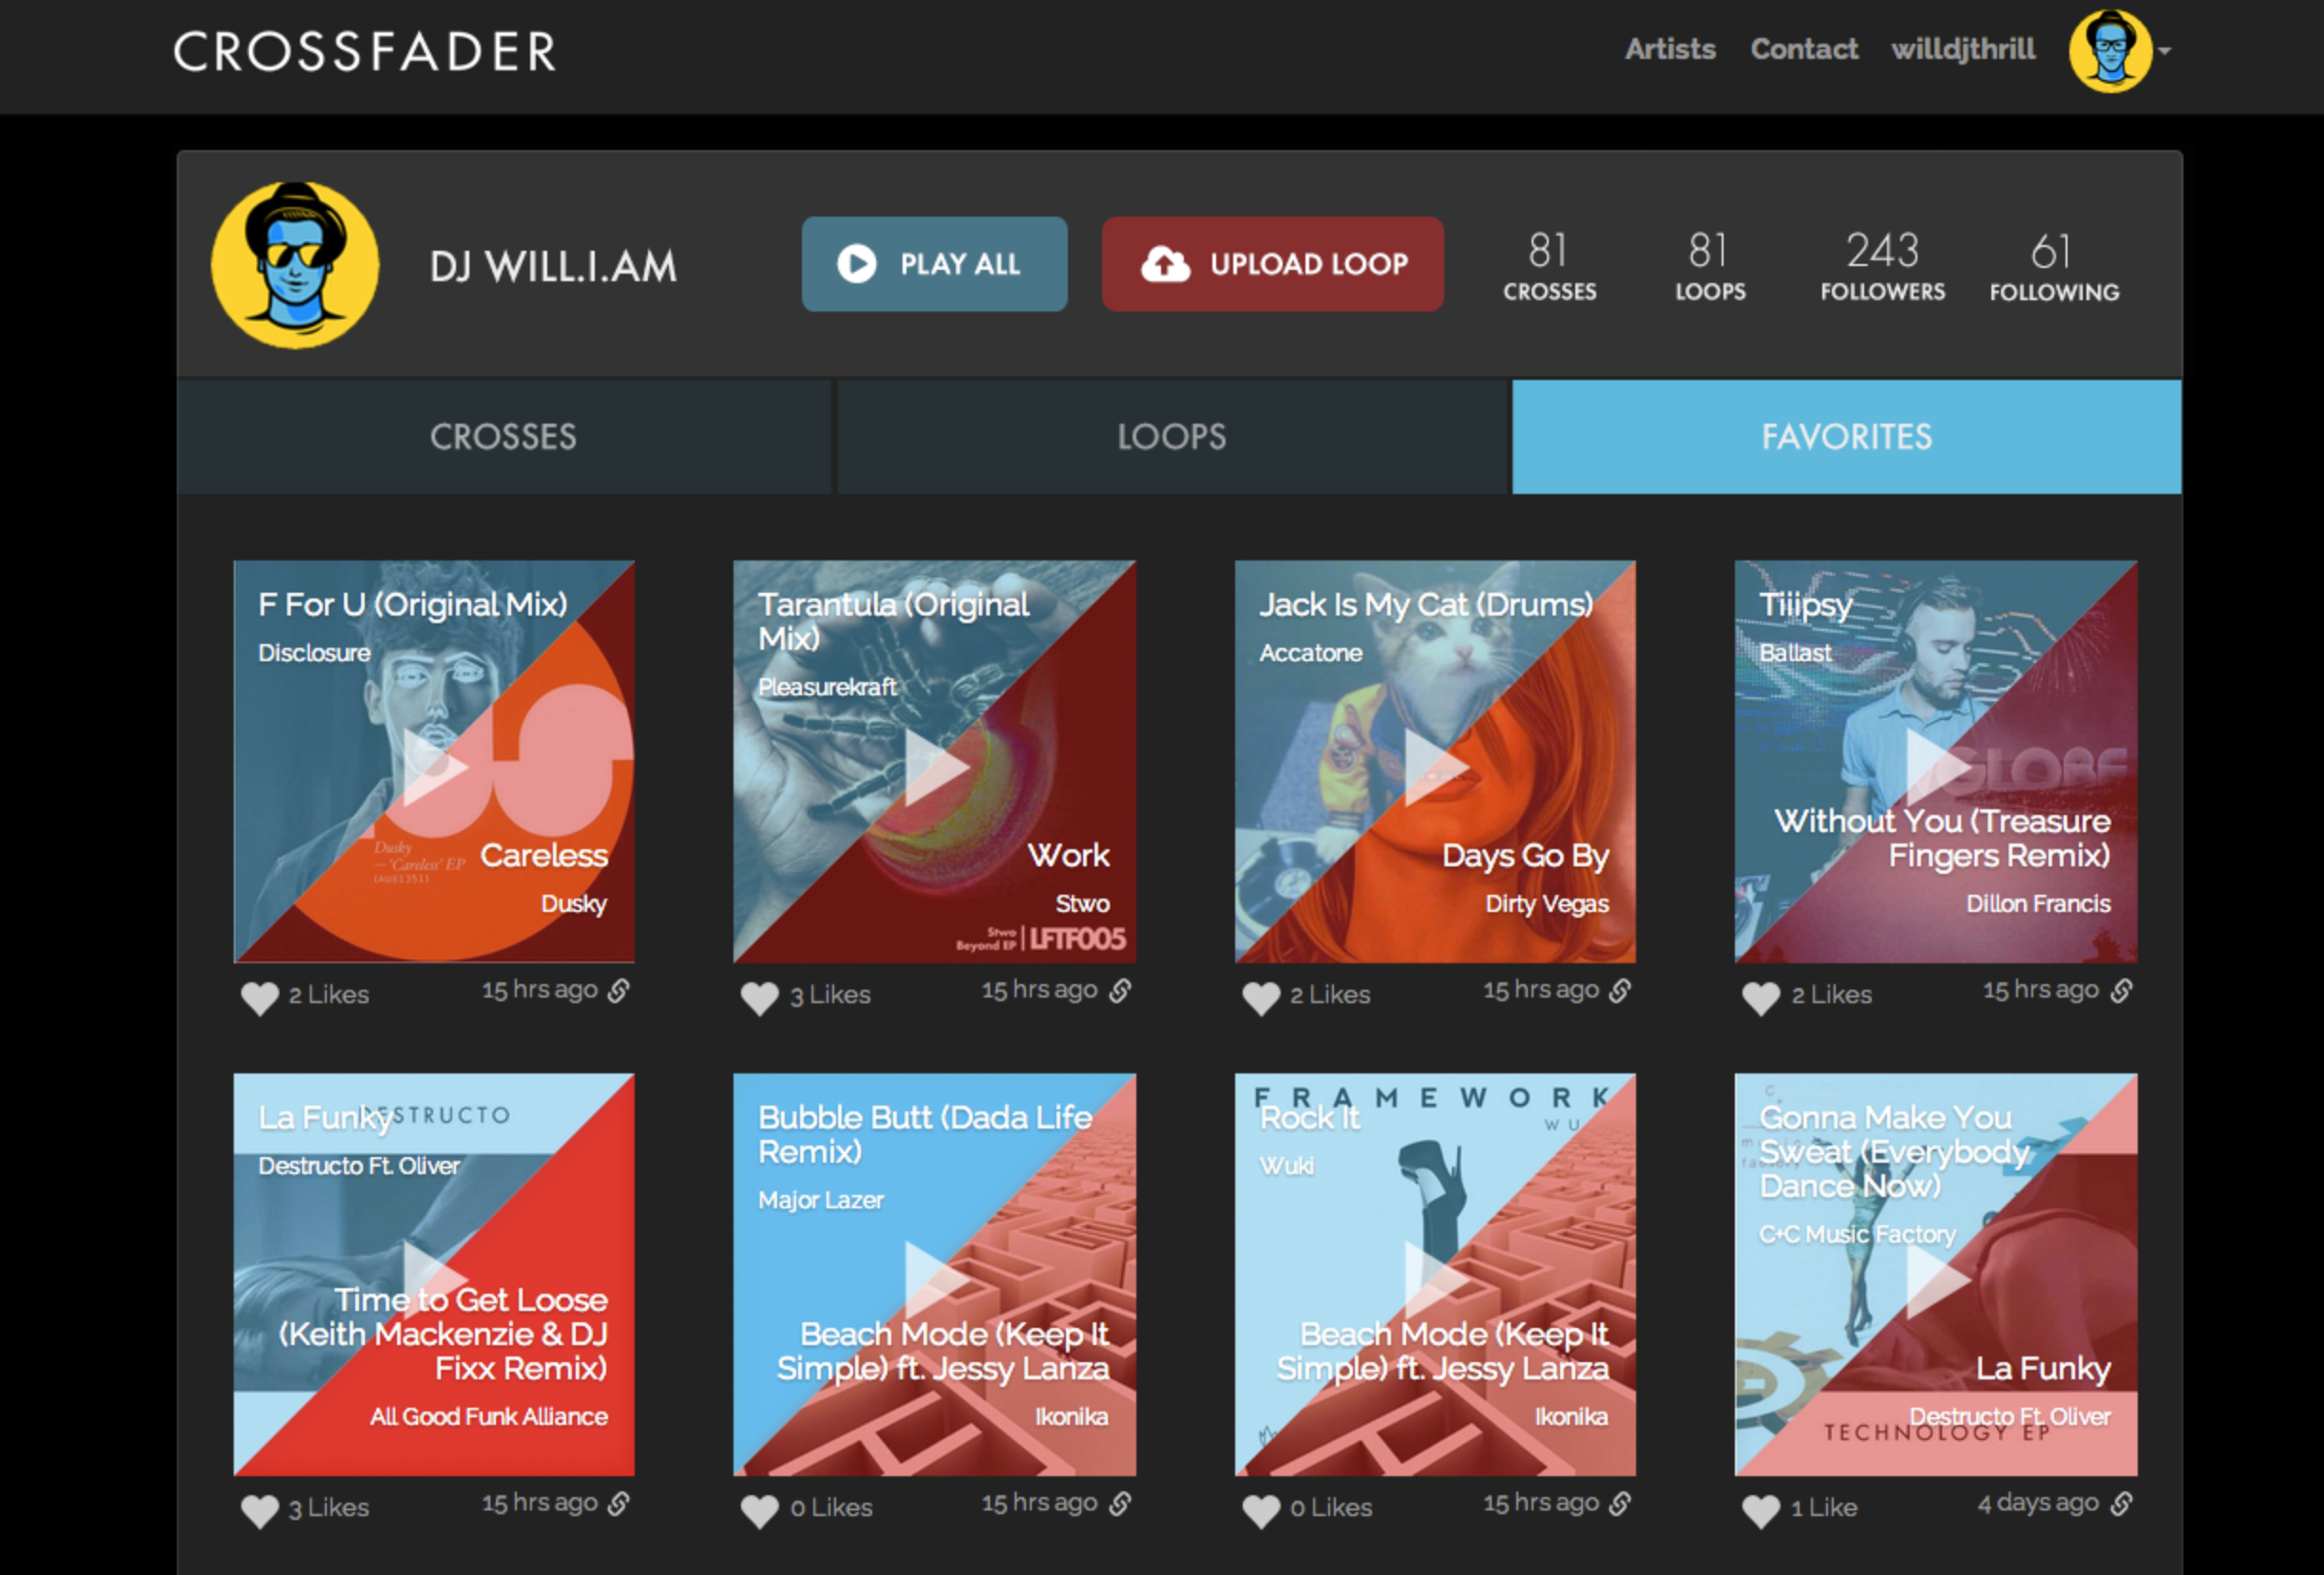 CROSSFADER
Artists Contact willdjthrill
DJ WILL.I.AM
PLAY ALL
UPLOAD LOOP
81
CROSSES
81
LOOPS
243
FOLLOWERS
61
FOLLOWING
CROSSES
LOOPS
FAVORITES
F For U (Original Mix)
Disclosure
Dusky
– 'Careless' EP
(AUS1351)
Careless
Dusky
2 Likes
15 hrs ago
Tarantula (Original
Mix)
Pleasurekraft
Work
Stwo
Stwo
Beyond EP
LFTF005
3 Likes
15 hrs ago
Jack Is My Cat (Drums)
Accatone
Days Go By
Dirty Vegas
2 Likes
15 hrs ago
Tiiipsy
Ballast
GLOBE
Without You (Treasure
Fingers Remix)
Dillon Francis
2 Likes
15 hrs ago
La Funky
DESTRUCTO
Destructo Ft. Oliver
Time to Get Loose
(Keith Mackenzie & DJ
Fixx Remix)
All Good Funk Alliance
3 Likes
15 hrs ago
Bubble Butt (Dada Life
Remix)
Major Lazer
Beach Mode (Keep It
Simple) ft. Jessy Lanza
Ikonika
0 Likes
15 hrs ago
FRAMEWORK
WU
Rock It
Wuki
Beach Mode (Keep It
Simple) ft. Jessy Lanza
Ikonika
0 Likes
15 hrs ago
Gonna Make You
Sweat (Everybody
Dance Now)
C+C Music Factory
La Funky
Destructo Ft. Oliver
TECHNOLOGY EP
1 Like
4 days ago